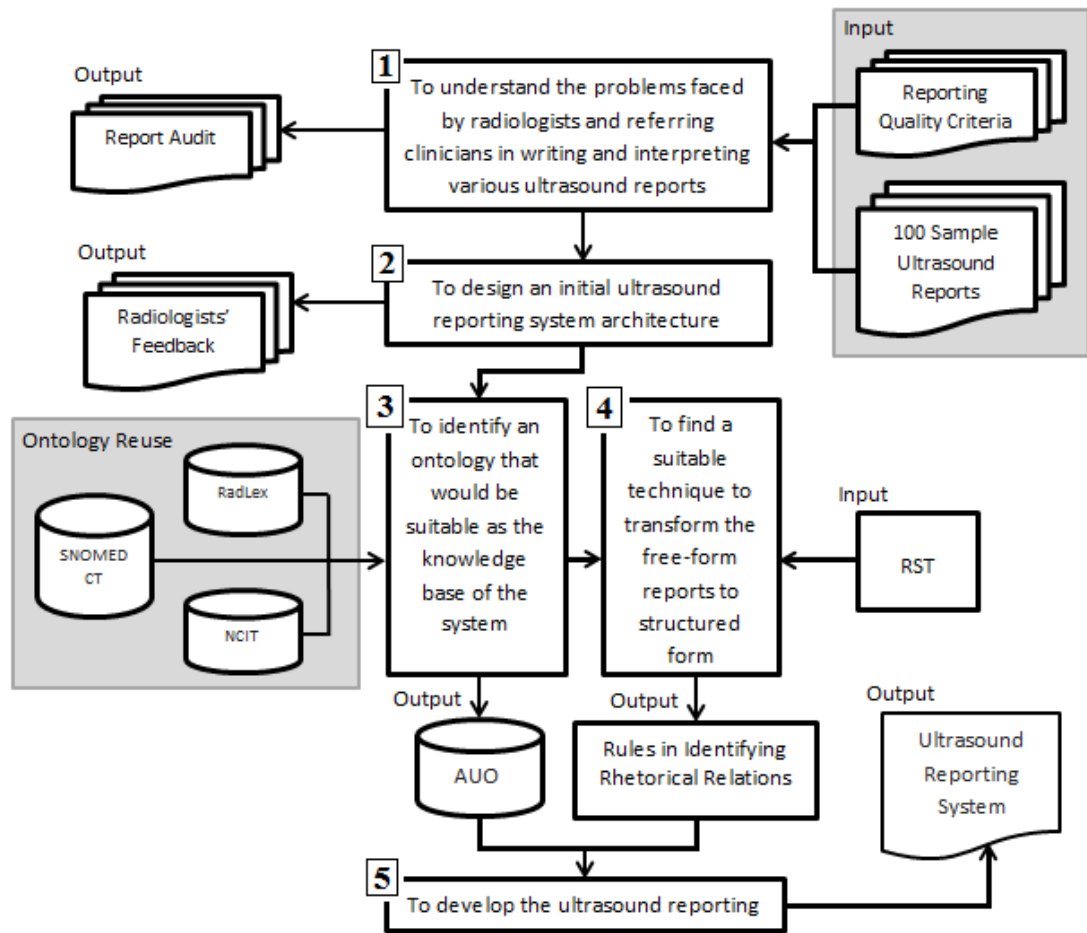 Input
Reporting
Quality Criteria
100 Sample
Ultrasound
Reports
1
To understand the problems faced
by radiologists and referring
clinicians in writing and interpreting
various ultrasound reports
Output
Report Audit
2
To design an initial ultrasound
reporting system architecture
Output
Radiologists’
Feedback
Ontology Reuse
RadLex
SNOMED
CT
NCIT
3
To identify an
ontology that
would be
suitable as the
knowledge
base of the
system
4
To find a
suitable
technique to
transform the
free-form
reports to
structured
form
Input
RST
Output
AUO
Output
Rules in Identifying
Rhetorical Relations
Output
Ultrasound
Reporting
System
5
To develop the ultrasound reporting